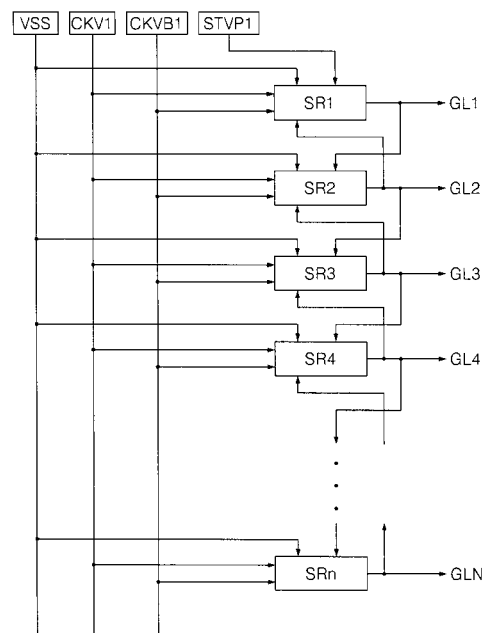 VSS CKV1 CKVB1 STVP1
SR1 GL1
SR2 GL2
SR3 GL3
SR4 GL4
SRn GLN